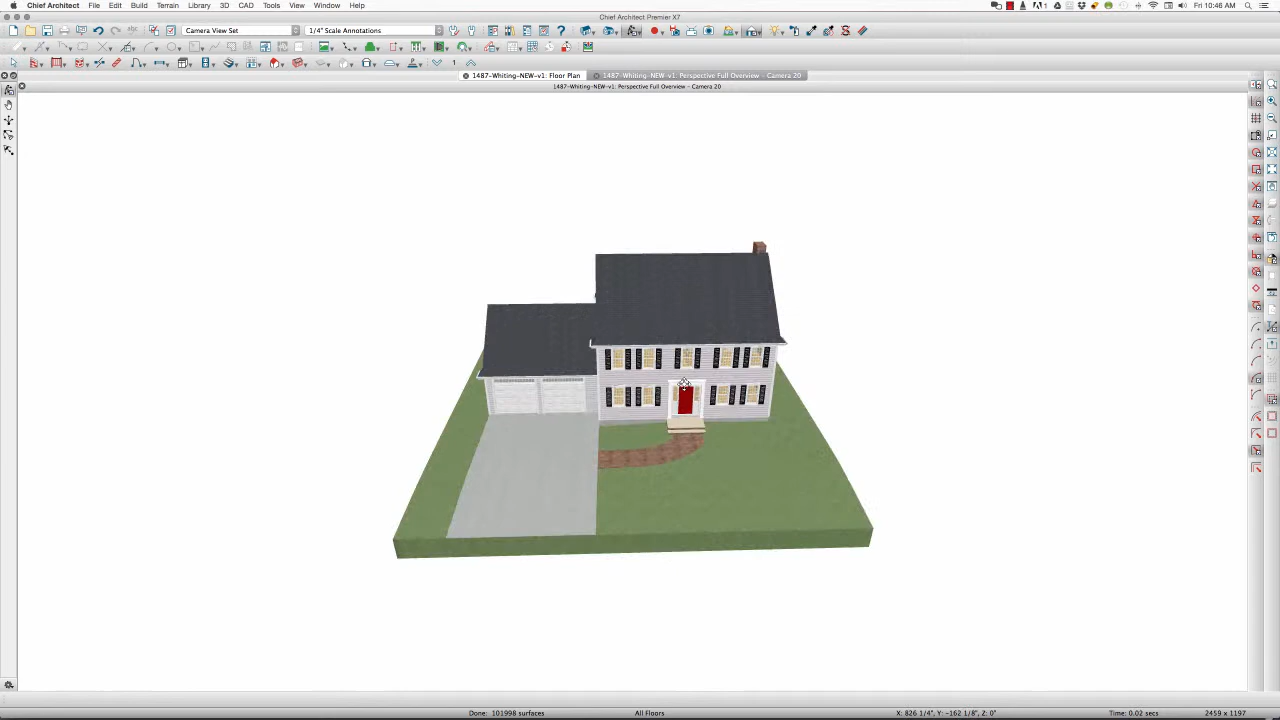 Chief Architect File Edit Build Terrain Library 3D CAD Tools Window View Window Help
Fri 10:46 AM
Chief Architect Premier X7
Camera View Set
1/4" Scale Annotations
1
1487-Whiting-NEW-v1: Floor Plan
1487-Whiting-NEW-v1: Perspective Full Overview - Camera 20
1487-Whiting-NEW-v1: Perspective Full Overview - Camera 20
Done: 101998 surfaces
All Floors
X: 826 1/4", Y: -162 1/8", Z: 0"
Time: 0.02 secs
2459 x 1197